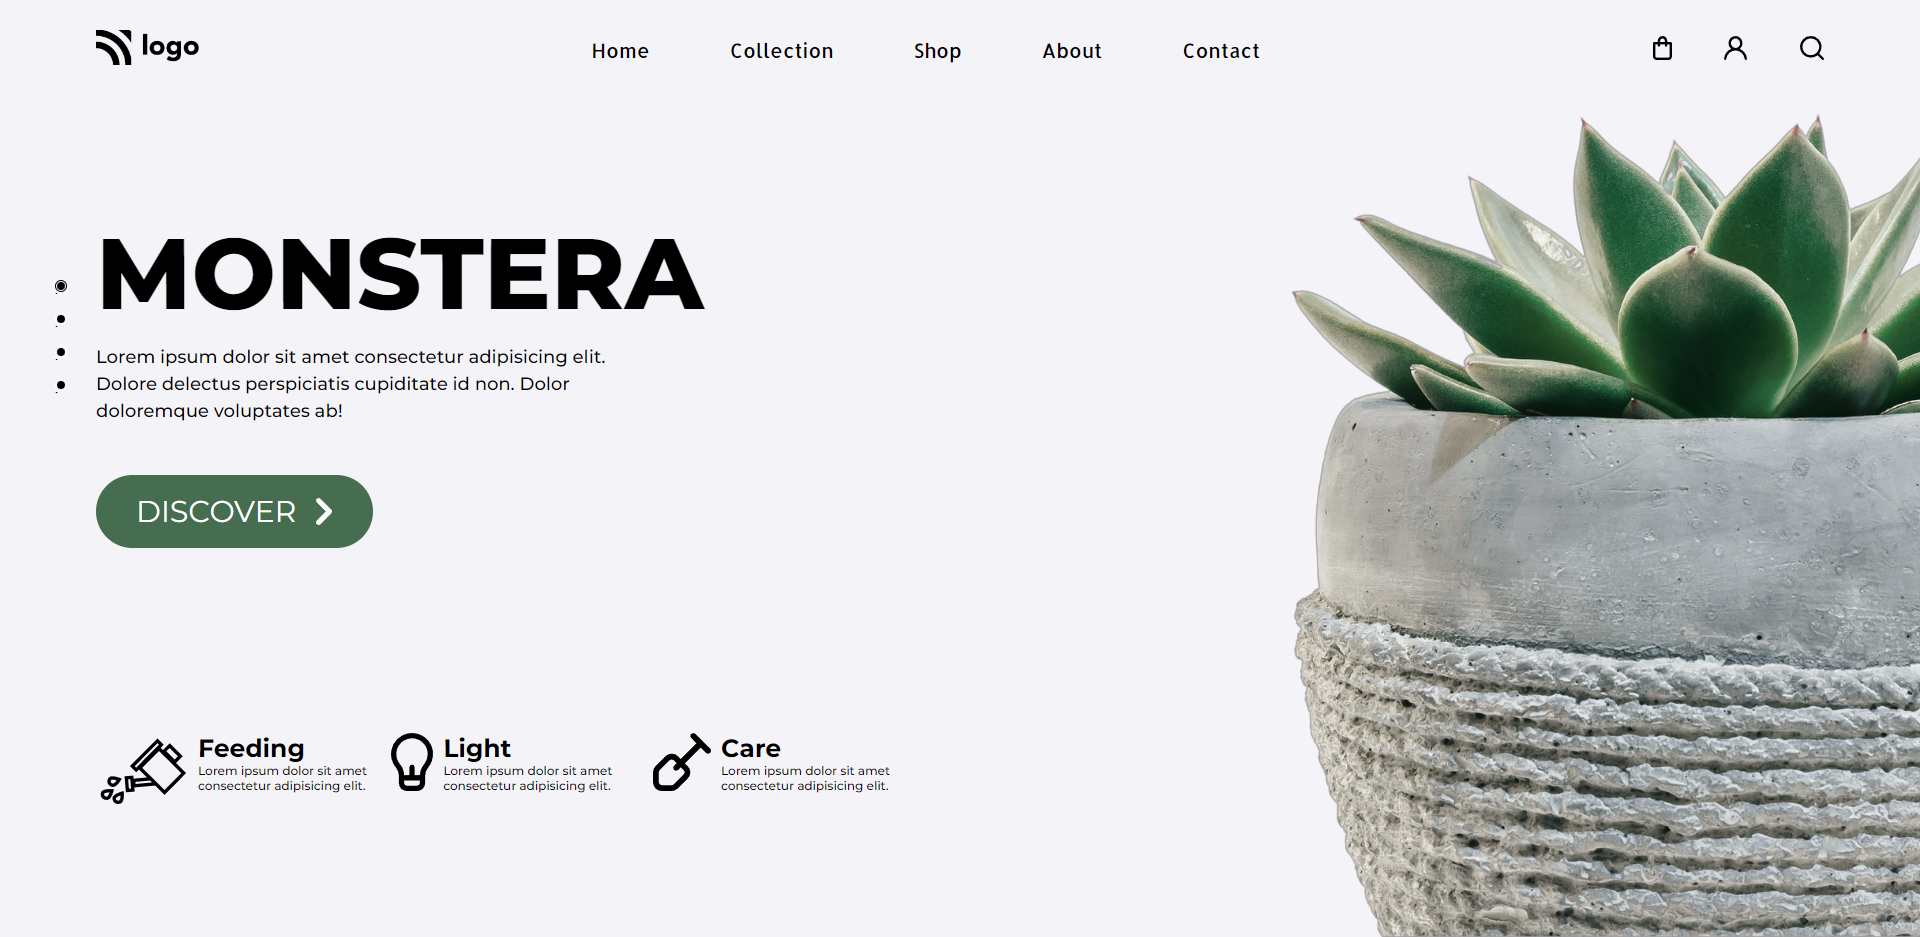 logo
Home Collection Shop About Contact
MONSTERA
Lorem ipsum dolor sit amet consectetur adipisicing elit.
Dolore delectus perspiciatis cupiditate id non. Dolor
doloremque voluptates ab!
DISCOVER
Feeding
Lorem ipsum dolor sit amet
consectetur adipisicing elit.
Light
Lorem ipsum dolor sit amet
consectetur adipisicing elit.
Care
Lorem ipsum dolor sit amet
consectetur adipisicing elit.